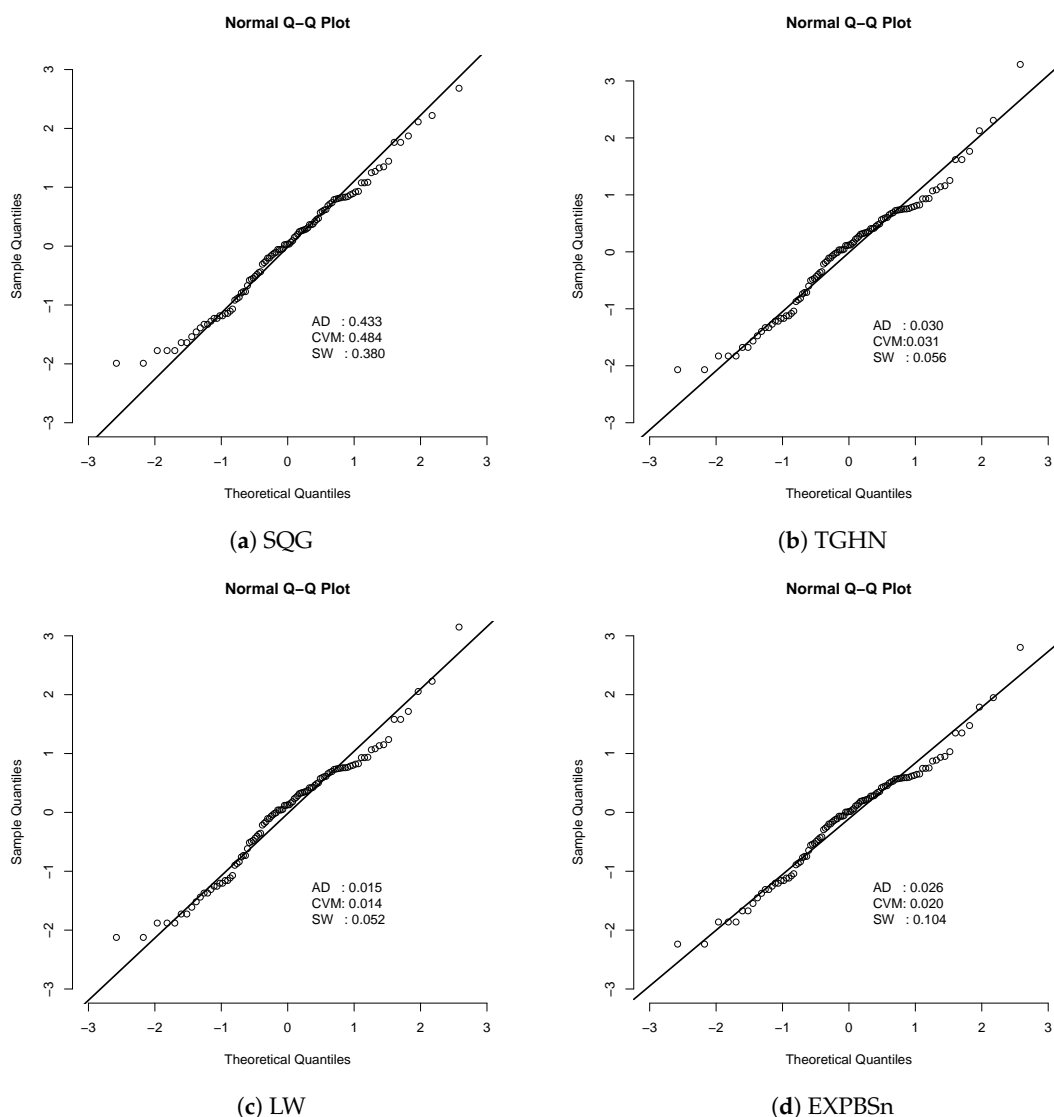 Normal Q−Q Plot
Sample Quantiles
3
2
1
0
−1
−2
−3
AD : 0.433
CVM: 0.484
SW : 0.380
−3 −2 −1 0 1 2 3
Theoretical Quantiles
(a) SQG
Normal Q−Q Plot
Sample Quantiles
3
2
1
0
−1
−2
−3
AD : 0.030
CVM:0.031
SW : 0.056
−3 −2 −1 0 1 2 3
Theoretical Quantiles
(b) TGHN
Normal Q−Q Plot
Sample Quantiles
3
2
1
0
−1
−2
−3
AD : 0.015
CVM: 0.014
SW : 0.052
−3 −2 −1 0 1 2 3
Theoretical Quantiles
(c) LW
Normal Q−Q Plot
Sample Quantiles
3
2
1
0
−1
−2
−3
AD : 0.026
CVM: 0.020
SW : 0.104
−3 −2 −1 0 1 2 3
Theoretical Quantiles
(d) EXPBSn